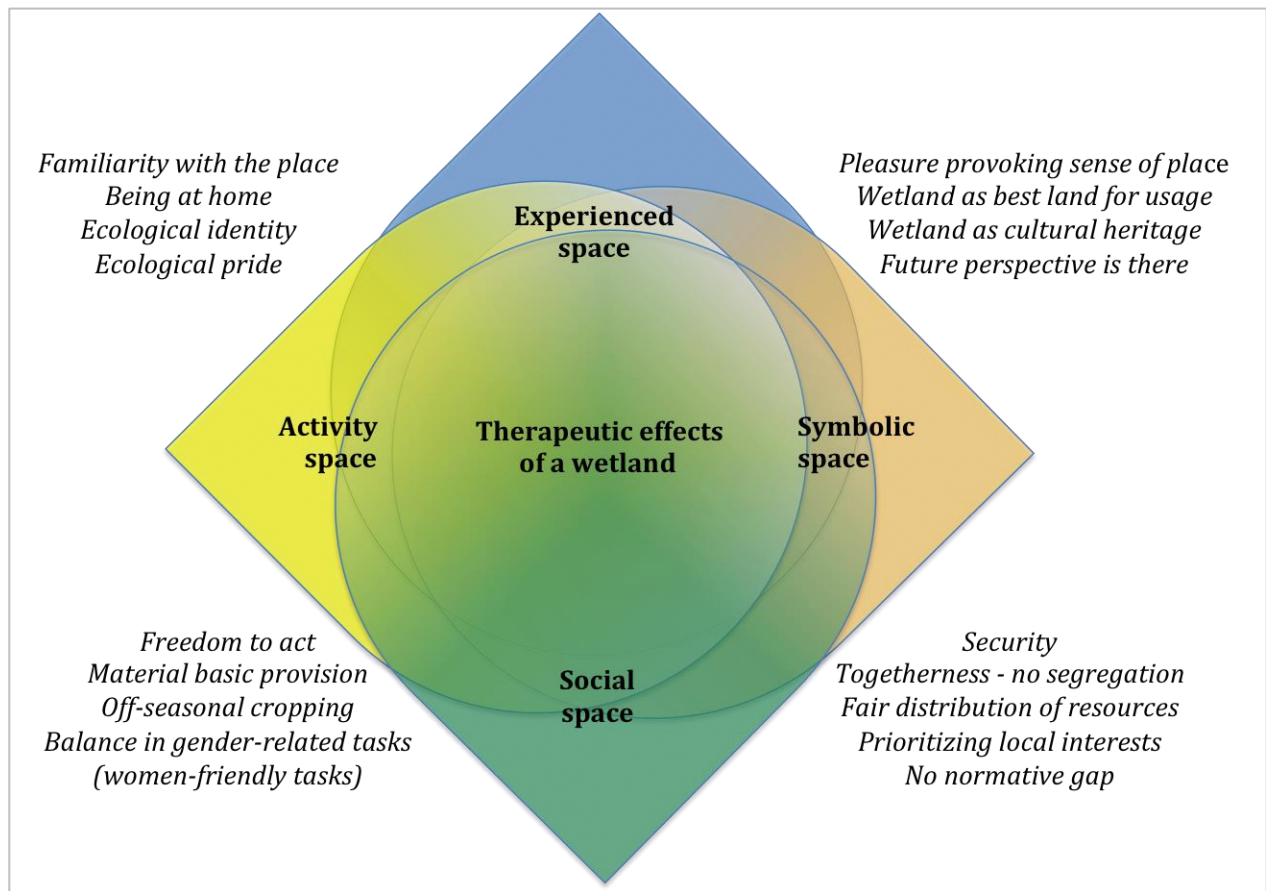 Familiarity with the place
Being at home
Ecological identity
Ecological pride
Pleasure provoking sense of place
Wetland as best land for usage
Wetland as cultural heritage
Future perspective is there
Experienced
space
Activity
space
Therapeutic effects
of a wetland
Symbolic
space
Social
space
Freedom to act
Material basic provision
Off-seasonal cropping
Balance in gender-related tasks
(women-friendly tasks)
Security
Togetherness - no segregation
Fair distribution of resources
Prioritizing local interests
No normative gap